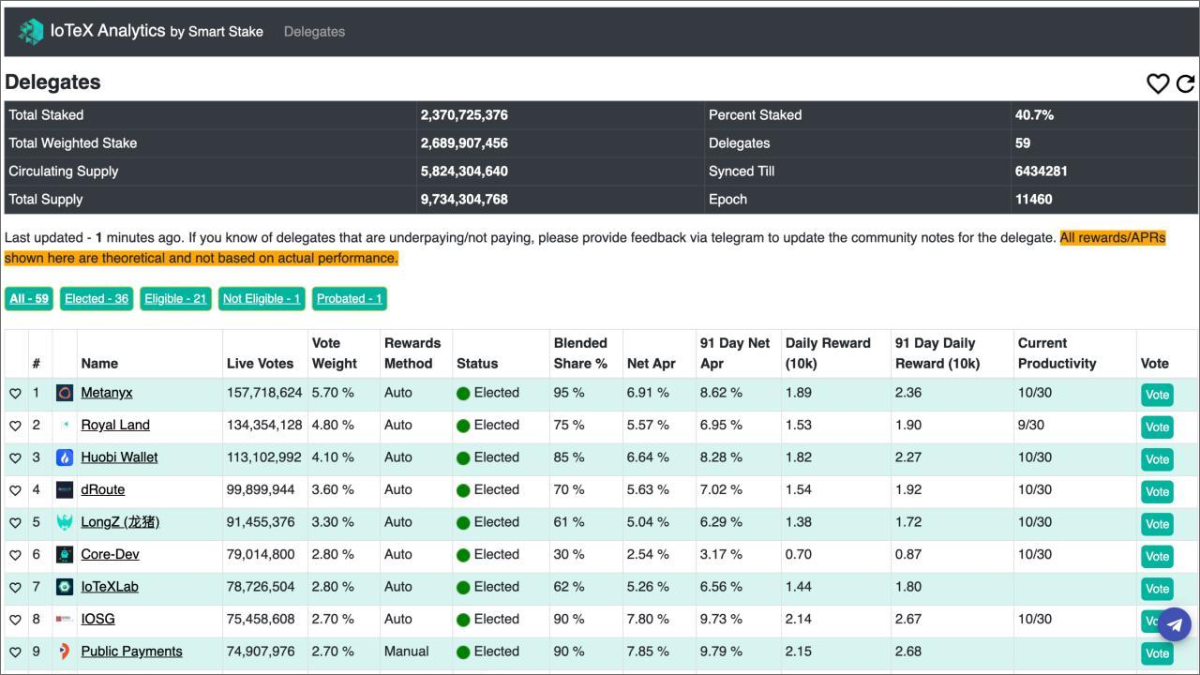 IoTeX Analytics by Smart Stake Delegates
Delegates
Total Staked 2,370,725,376 Percent Staked 40.7%
Total Weighted Stake 2,689,907,456 Delegates 59
Circulating Supply 5,824,304,640 Synced Till 6434281
Total Supply 9,734,304,768 Epoch 11460
Last updated - 1 minutes ago. If you know of delegates that are underpaying/not paying, please provide feedback via telegram to update the community notes for the delegate. All rewards/APRs
shown here are theoretical and not based on actual performance.
All - 59 Elected - 36 Eligible - 21 Not Eligible - 1 Probated - 1
# Name Live Votes Vote Weight Rewards Method Status Blended Share % Net Apr 91 Day Net Apr Daily Reward (10k) 91 Day Daily Reward (10k) Current Productivity Vote
1 Metanyx 157,718,624 5.70 % Auto Elected 95 % 6.91 % 8.62 % 1.89 2.36 10/30 Vote
2 Royal Land 134,354,128 4.80 % Auto Elected 75 % 5.57 % 6.95 % 1.53 1.90 9/30 Vote
3 Huobi Wallet 113,102,992 4.10 % Auto Elected 85 % 6.64 % 8.28 % 1.82 2.27 10/30 Vote
4 dRoute 99,899,944 3.60 % Auto Elected 70 % 5.63 % 7.02 % 1.54 1.92 10/30 Vote
5 LongZ (龙猪) 91,455,376 3.30 % Auto Elected 61 % 5.04 % 6.29 % 1.38 1.72 10/30 Vote
6 Core-Dev 79,014,800 2.80 % Auto Elected 30 % 2.54 % 3.17 % 0.70 0.87 10/30 Vote
7 IoTeXLab 78,726,504 2.80 % Auto Elected 62 % 5.26 % 6.56 % 1.44 1.80 Vote
8 IOSG 75,458,608 2.70 % Auto Elected 90 % 7.80 % 9.73 % 2.14 2.67 10/30
9 Public Payments 74,907,976 2.70 % Manual Elected 90 % 7.85 % 9.79 % 2.15 2.68 Vote